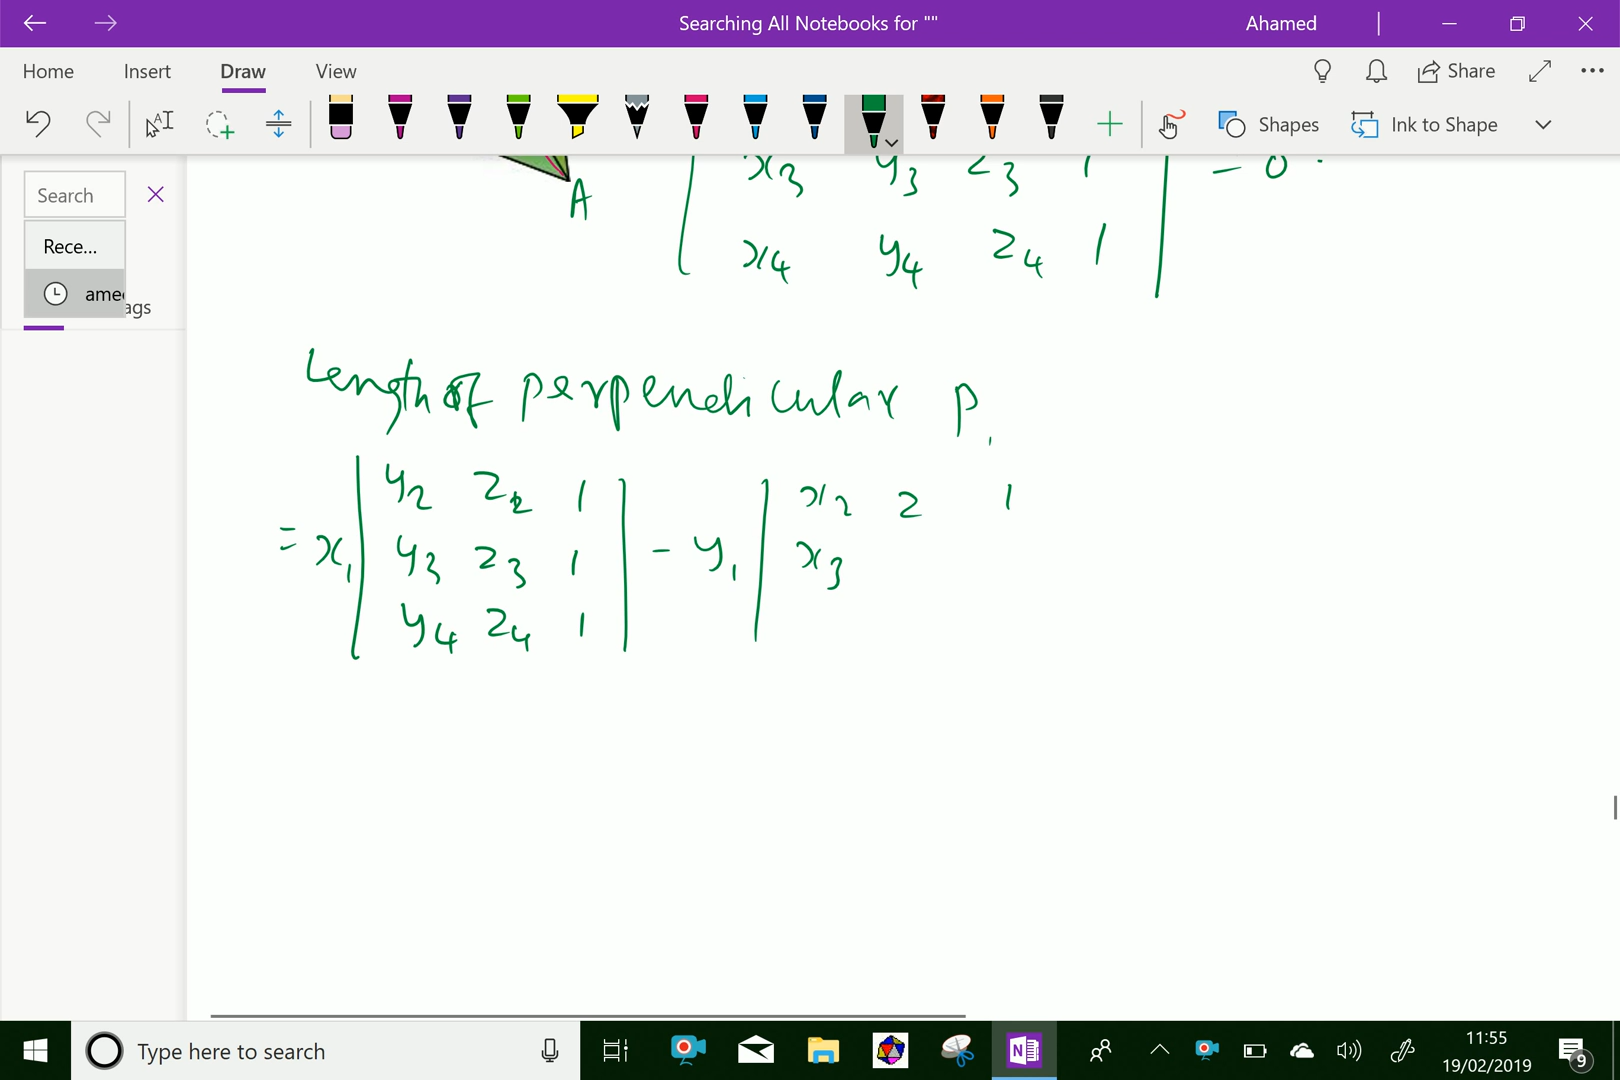 Searching All Notebooks for "" Ahamed
Home Insert Draw View Share
Shapes Ink to Shape
Search
Rece...
ame
ags
A
x3 y3 z3 1 = 0
x4 y4 z4 1
Length of perpendicular P1
y2 z2 1 x2 z 1
= x1 y3 z3 1 - y1 x3
y4 z4 1
Type here to search
N
11:55
19/02/2019
9